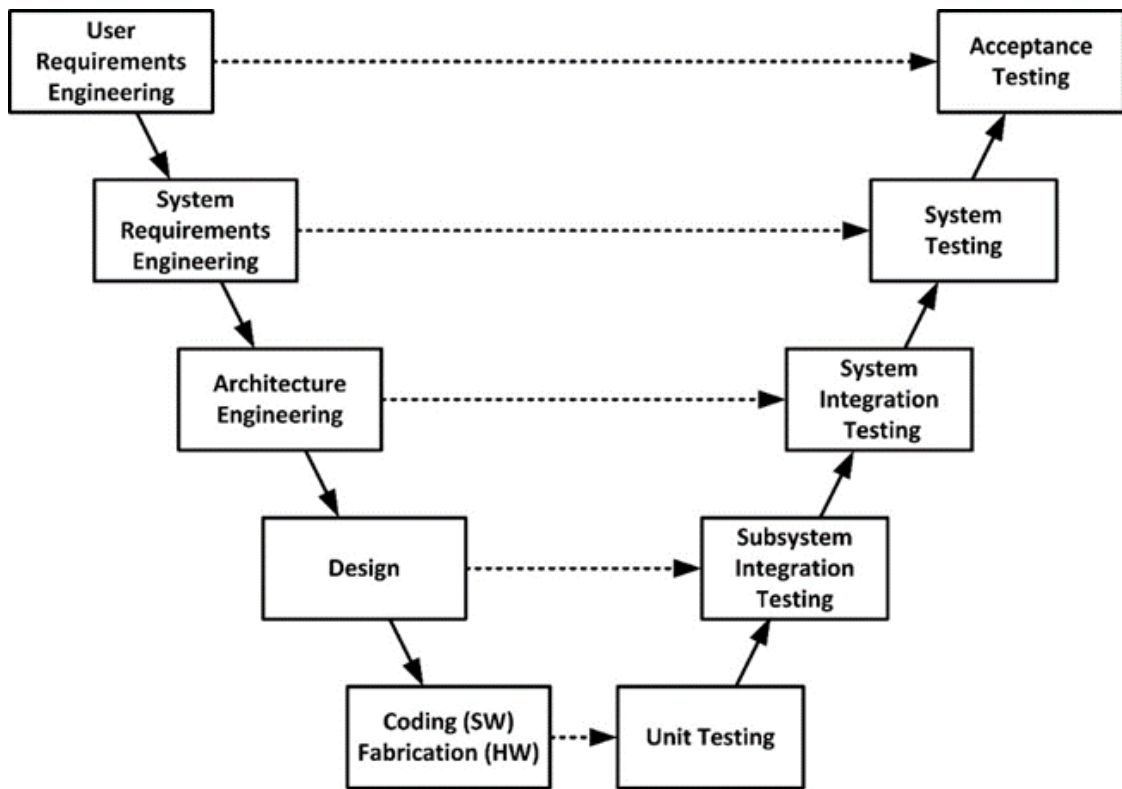 User
Requirements
Engineering
Acceptance
Testing
System
Requirements
Engineering
System
Testing
Architecture
Engineering
System
Integration
Testing
Design
Subsystem
Integration
Testing
Coding (SW)
Fabrication (HW)
Unit Testing